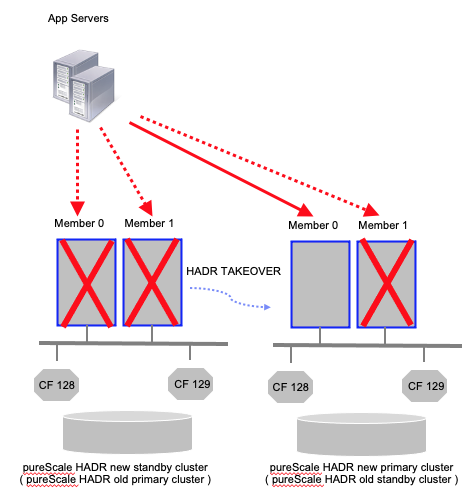 App Servers
Member 0
Member 1
Member 0
Member 1
HADR TAKEOVER
CF 128
CF 129
CF 128
CF 129
pureScale HADR new standby cluster
( pureScale HADR old primary cluster )
pureScale HADR new primary cluster
( pureScale HADR old standby cluster )